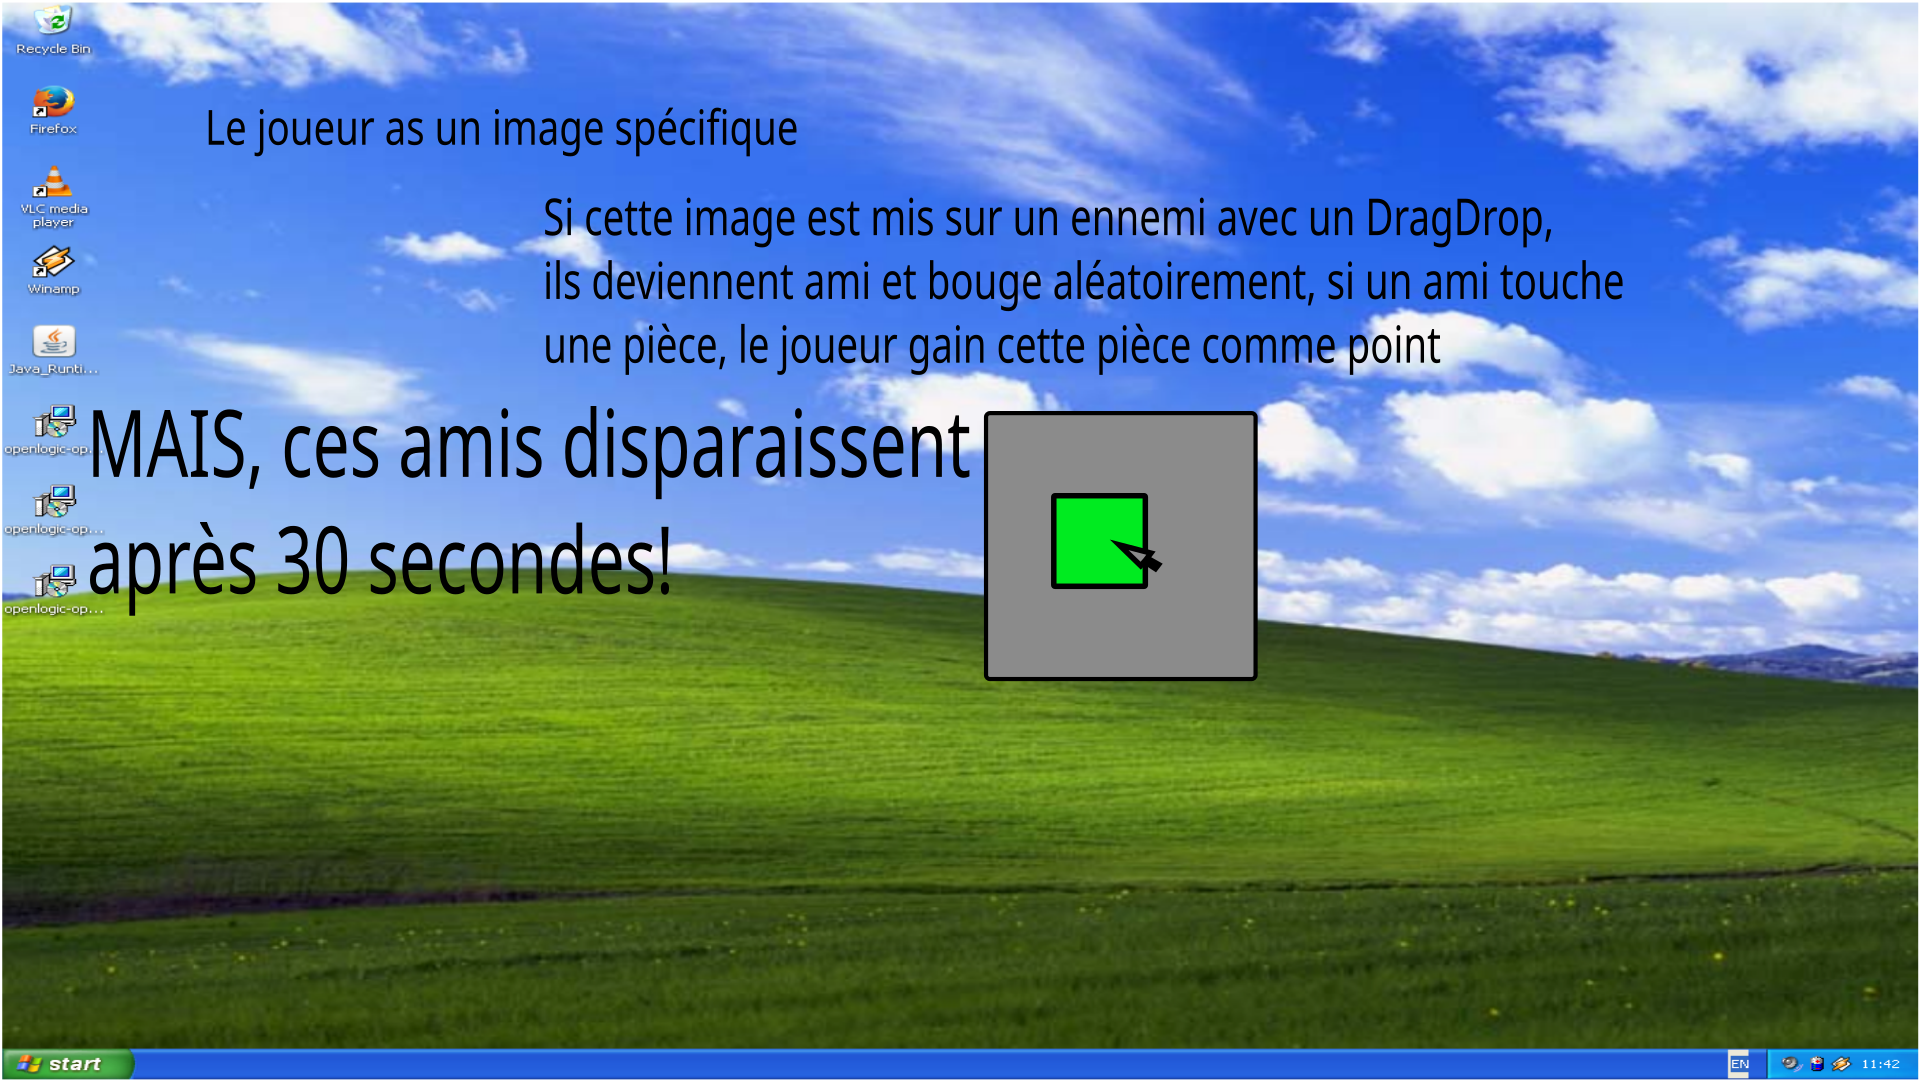 Recycle Bin
Firefox
VLC media
player
Winamp
Java_Runti...
openlogic-op...
openlogic-op...
openlogic-op...
Le joueur as un image spécifique
Si cette image est mis sur un ennemi avec un DragDrop,
ils deviennent ami et bouge aléatoirement, si un ami touche
une pièce, le joueur gain cette pièce comme point
MAIS, ces amis disparaissent
après 30 secondes!
start
EN
11:42